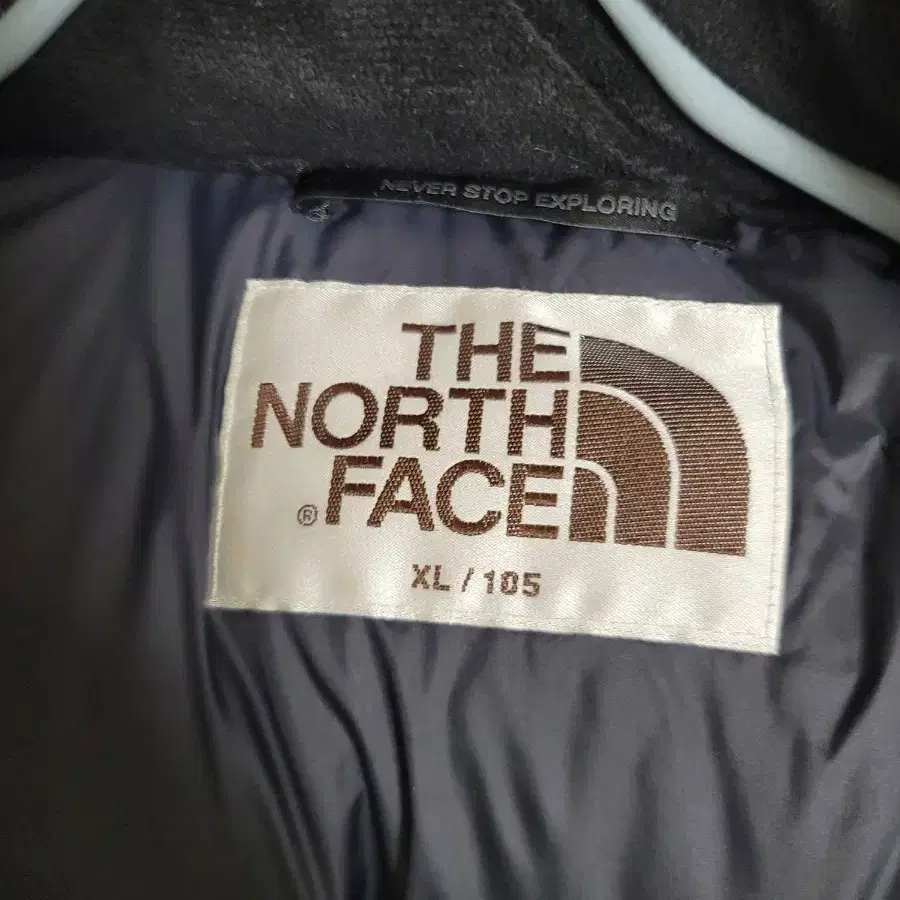 NEVER STOP EXPLORING
THE
NORTH
® FACE
XL / 105